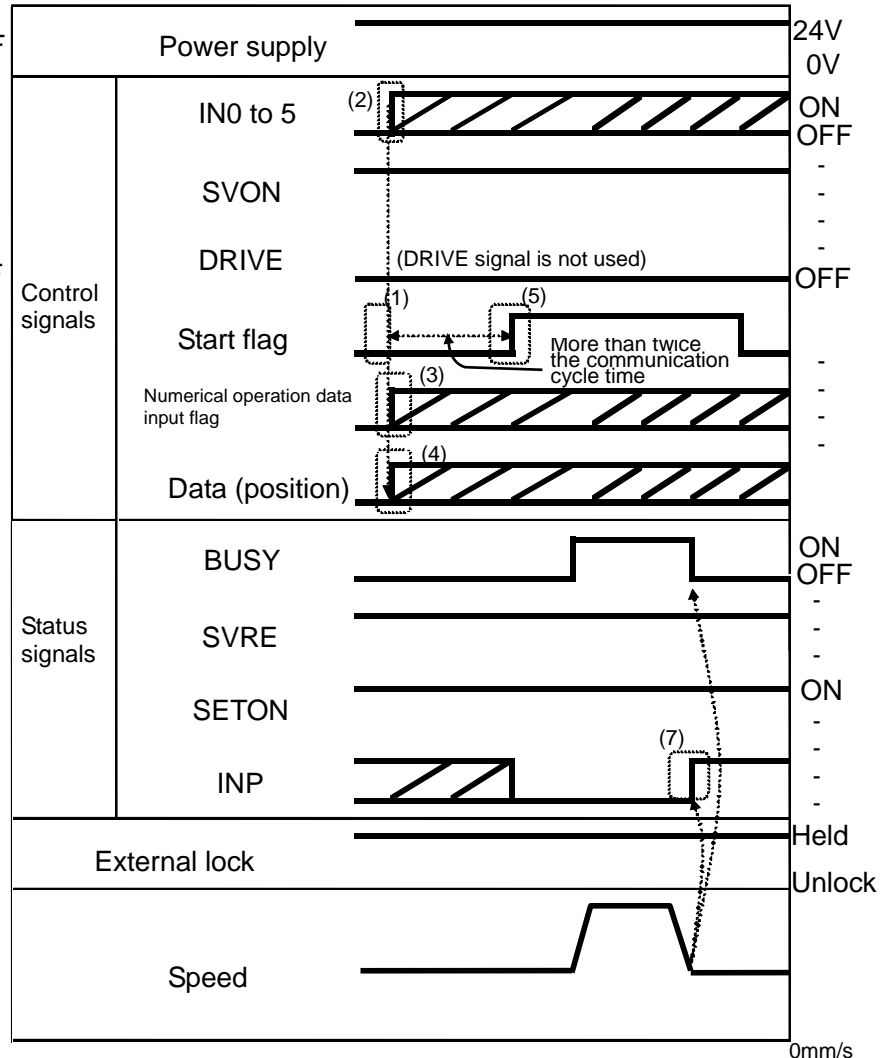 F
Power supply
24V
0V
IN0 to 5
(2)
ON
OFF
-
SVON
-
-
-
DRIVE
(DRIVE signal is not used)
OFF
Control
signals
(1)
(5)
Start flag
More than twice
the communication
cycle time
-
(3)
-
Numerical operation data
input flag
-
-
(4)
Data (position)
BUSY
ON
OFF
-
Status
signals
SVRE
-
-
SETON
ON
-
(7)
-
INP
-
-
External lock
Held
Unlock
Speed
0mm/s